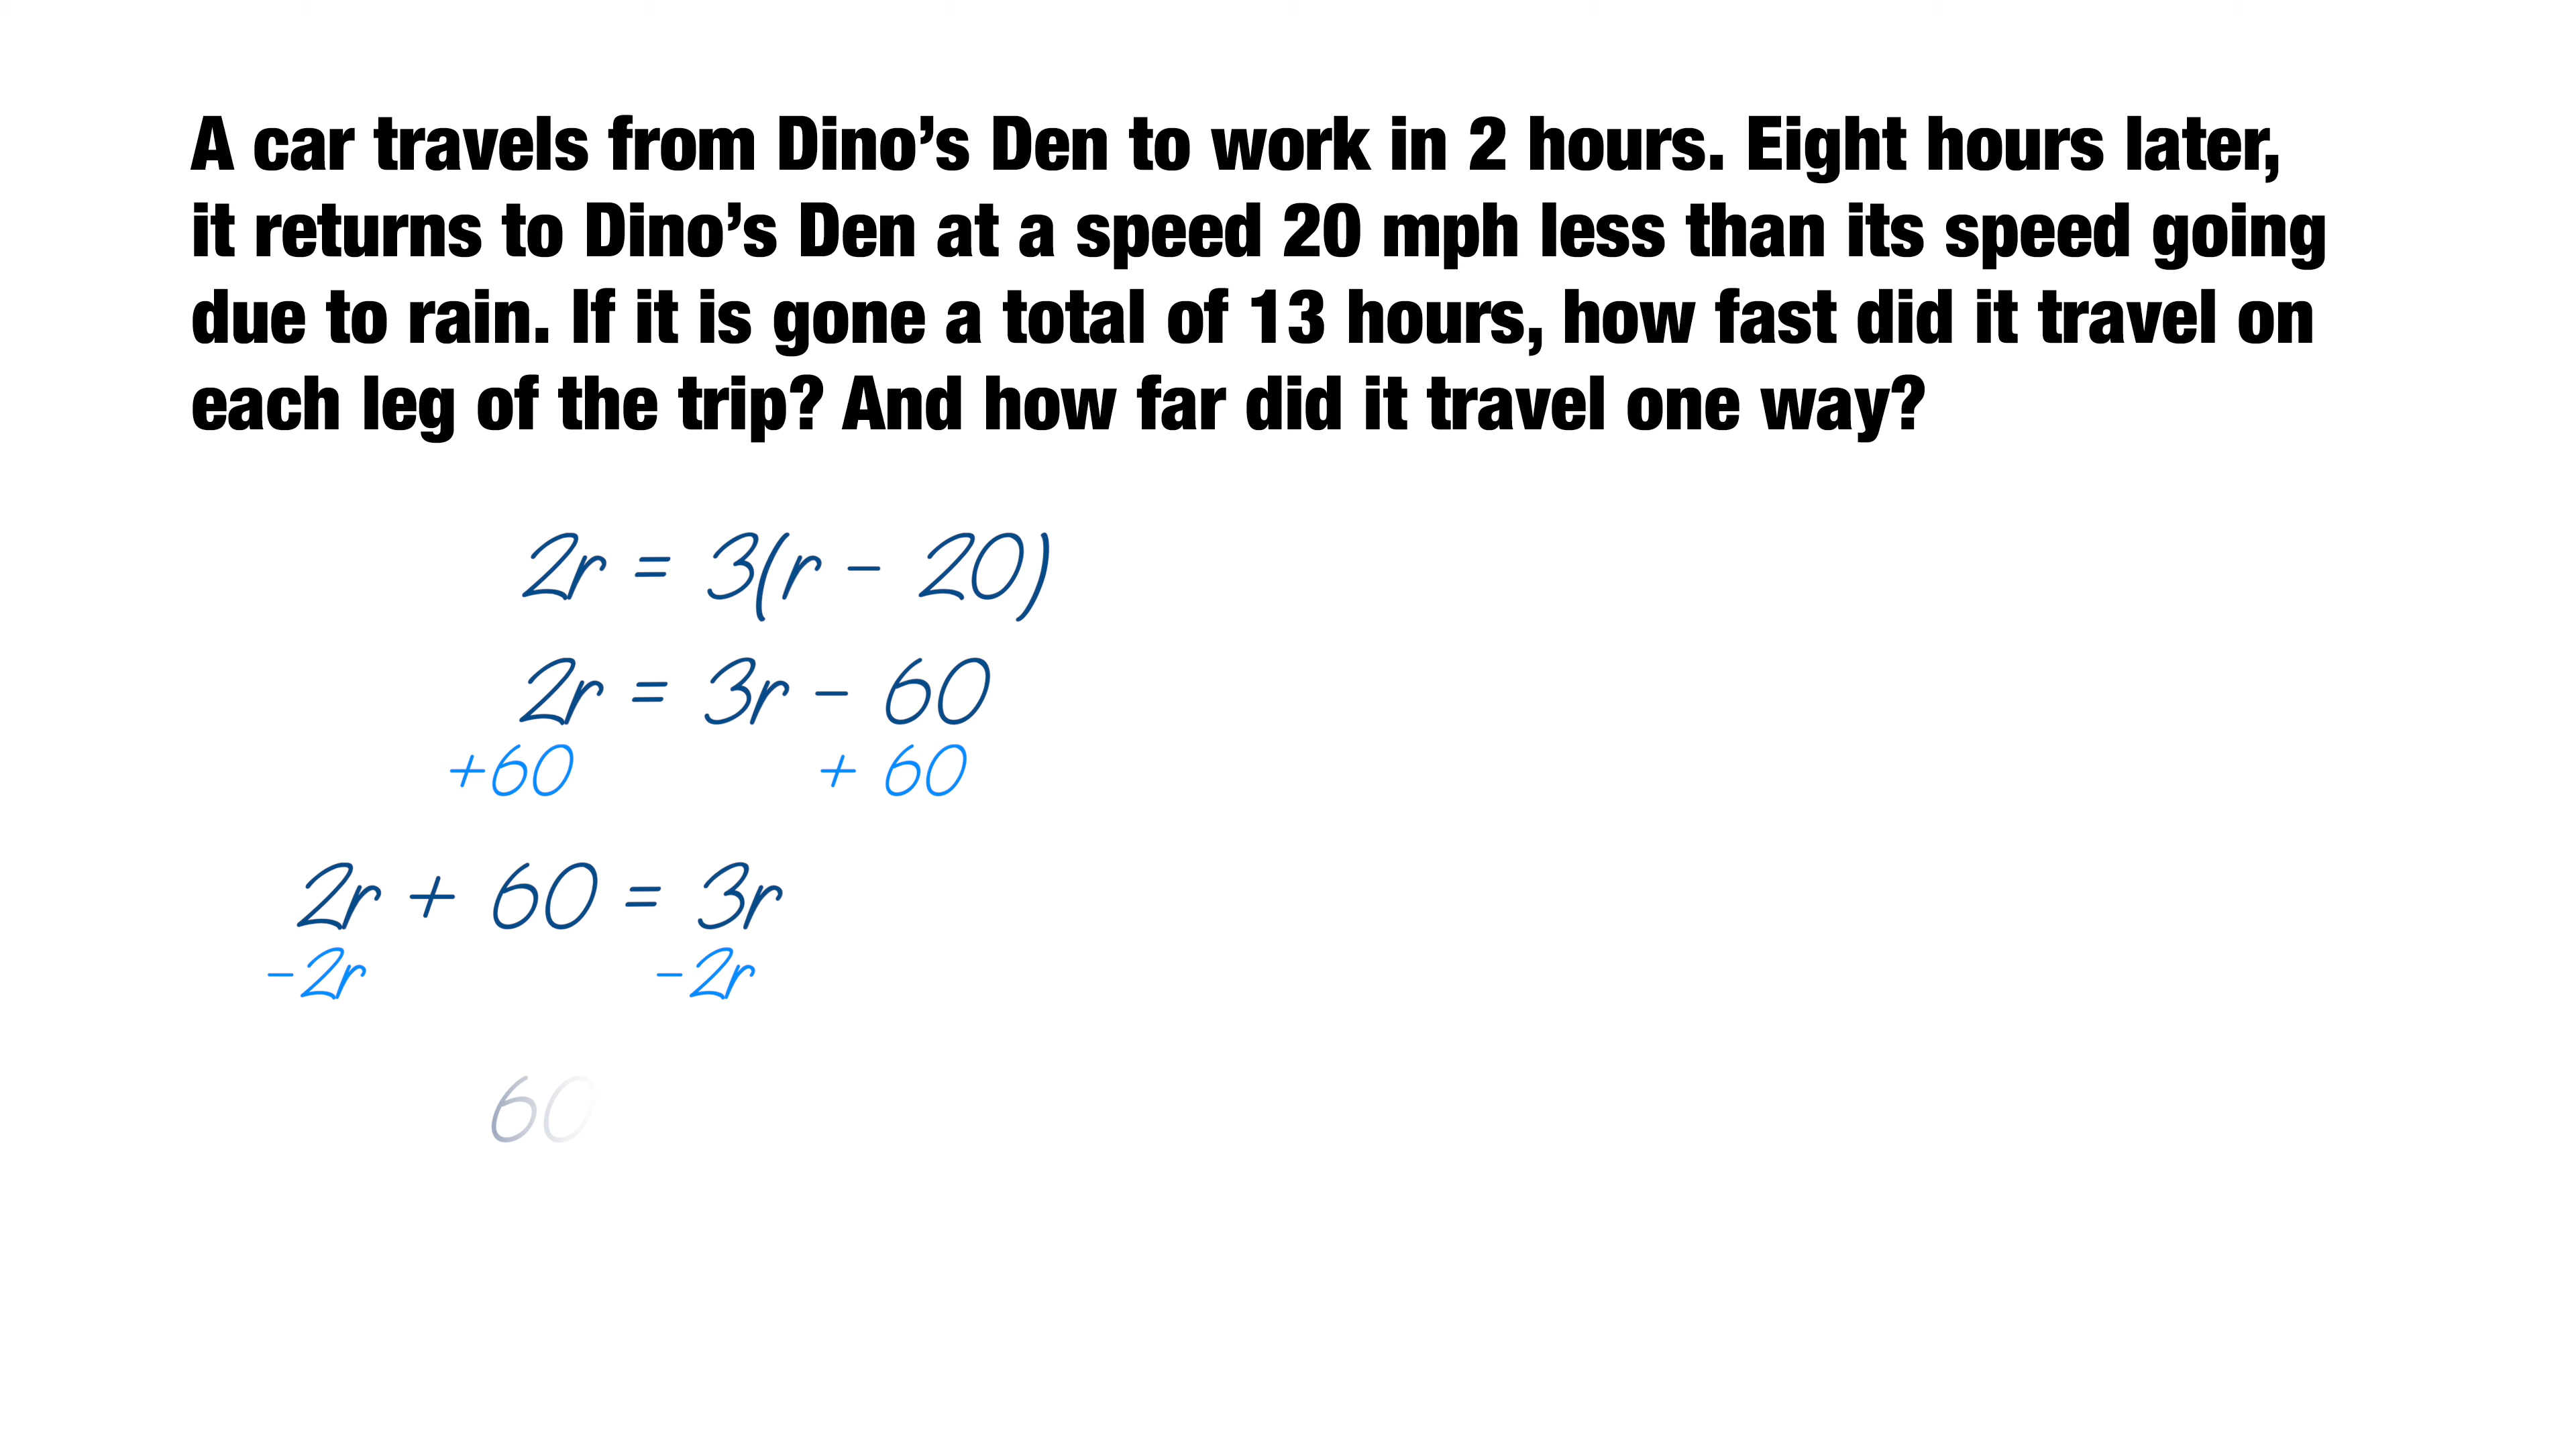 A car travels from Dino’s Den to work in 2 hours. Eight hours later,
it returns to Dino’s Den at a speed 20 mph less than its speed going
due to rain. If it is gone a total of 13 hours, how fast did it travel on
each leg of the trip? And how far did it travel one way?
2r = 3(r - 20)
2r = 3r - 60
+60 + 60
2r + 60 = 3r
-2r -2r
60